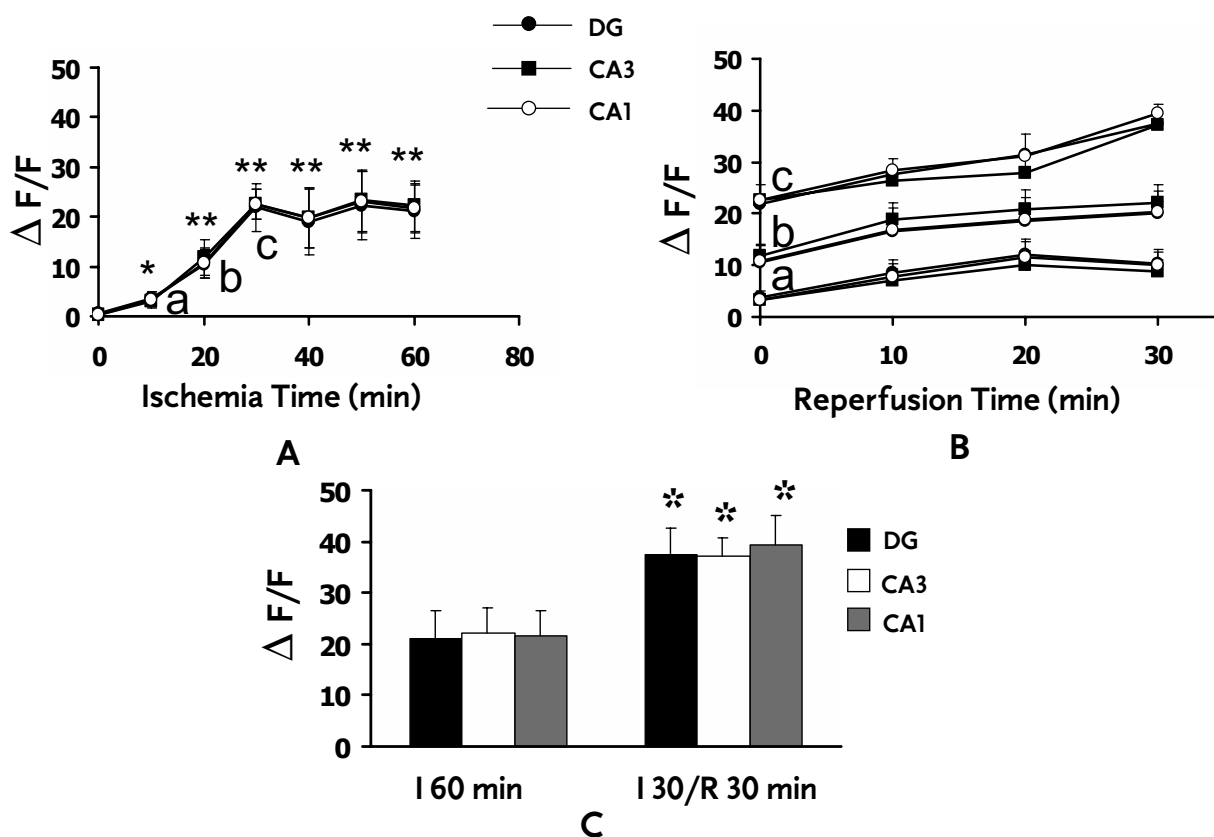 DG
CA3
CA1
50
40
30
20
10
0
△ F/F
*
**
**
**
**
**
a
b
c
0 20 40 60 80
Ischemia Time (min)
A
50
40
30
20
10
0
△ F/F
c
b
a
0 10 20 30
Reperfusion Time (min)
B
50
40
30
20
10
0
△ F/F
* * *
DG
CA3
CA1
I 60 min I 30/R 30 min
C